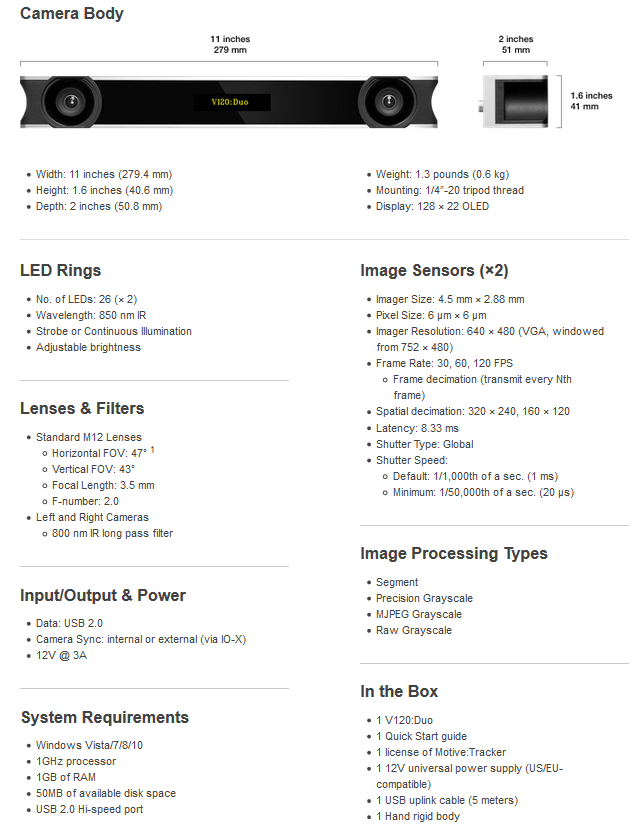 Camera Body
11 inches
279 mm
2 inches
51 mm
1.6 inches
41 mm
V120:Duo
• Width: 11 inches (279.4 mm)
• Height: 1.6 inches (40.6 mm)
• Depth: 2 inches (50.8 mm)
• Weight: 1.3 pounds (0.6 kg)
• Mounting: 1/4"-20 tripod thread
• Display: 128 × 22 OLED
LED Rings
• No. of LEDs: 26 (× 2)
• Wavelength: 850 nm IR
• Strobe or Continuous Illumination
• Adjustable brightness
Lenses & Filters
• Standard M12 Lenses
Horizontal FOV: 47° 1
Vertical FOV: 43°
Focal Length: 3.5 mm
F-number: 2.0
• Left and Right Cameras
800 nm IR long pass filter
Input/Output & Power
• Data: USB 2.0
• Camera Sync: internal or external (via IO-X)
• 12V @ 3A
System Requirements
• Windows Vista/7/8/10
• 1GHz processor
• 1GB of RAM
• 50MB of available disk space
• USB 2.0 Hi-speed port
Image Sensors (×2)
• Imager Size: 4.5 mm × 2.88 mm
• Pixel Size: 6 µm × 6 µm
• Imager Resolution: 640 × 480 (VGA, windowed
from 752 × 480)
• Frame Rate: 30, 60, 120 FPS
Frame decimation (transmit every Nth
frame)
• Spatial decimation: 320 × 240, 160 × 120
• Latency: 8.33 ms
• Shutter Type: Global
• Shutter Speed:
Default: 1/1,000th of a sec. (1 ms)
Minimum: 1/50,000th of a sec. (20 µs)
Image Processing Types
• Segment
• Precision Grayscale
• MJPEG Grayscale
• Raw Grayscale
In the Box
• 1 V120:Duo
• 1 Quick Start guide
• 1 license of Motive:Tracker
• 1 12V universal power supply (US/EU-
compatible)
• 1 USB uplink cable (5 meters)
• 1 Hand rigid body